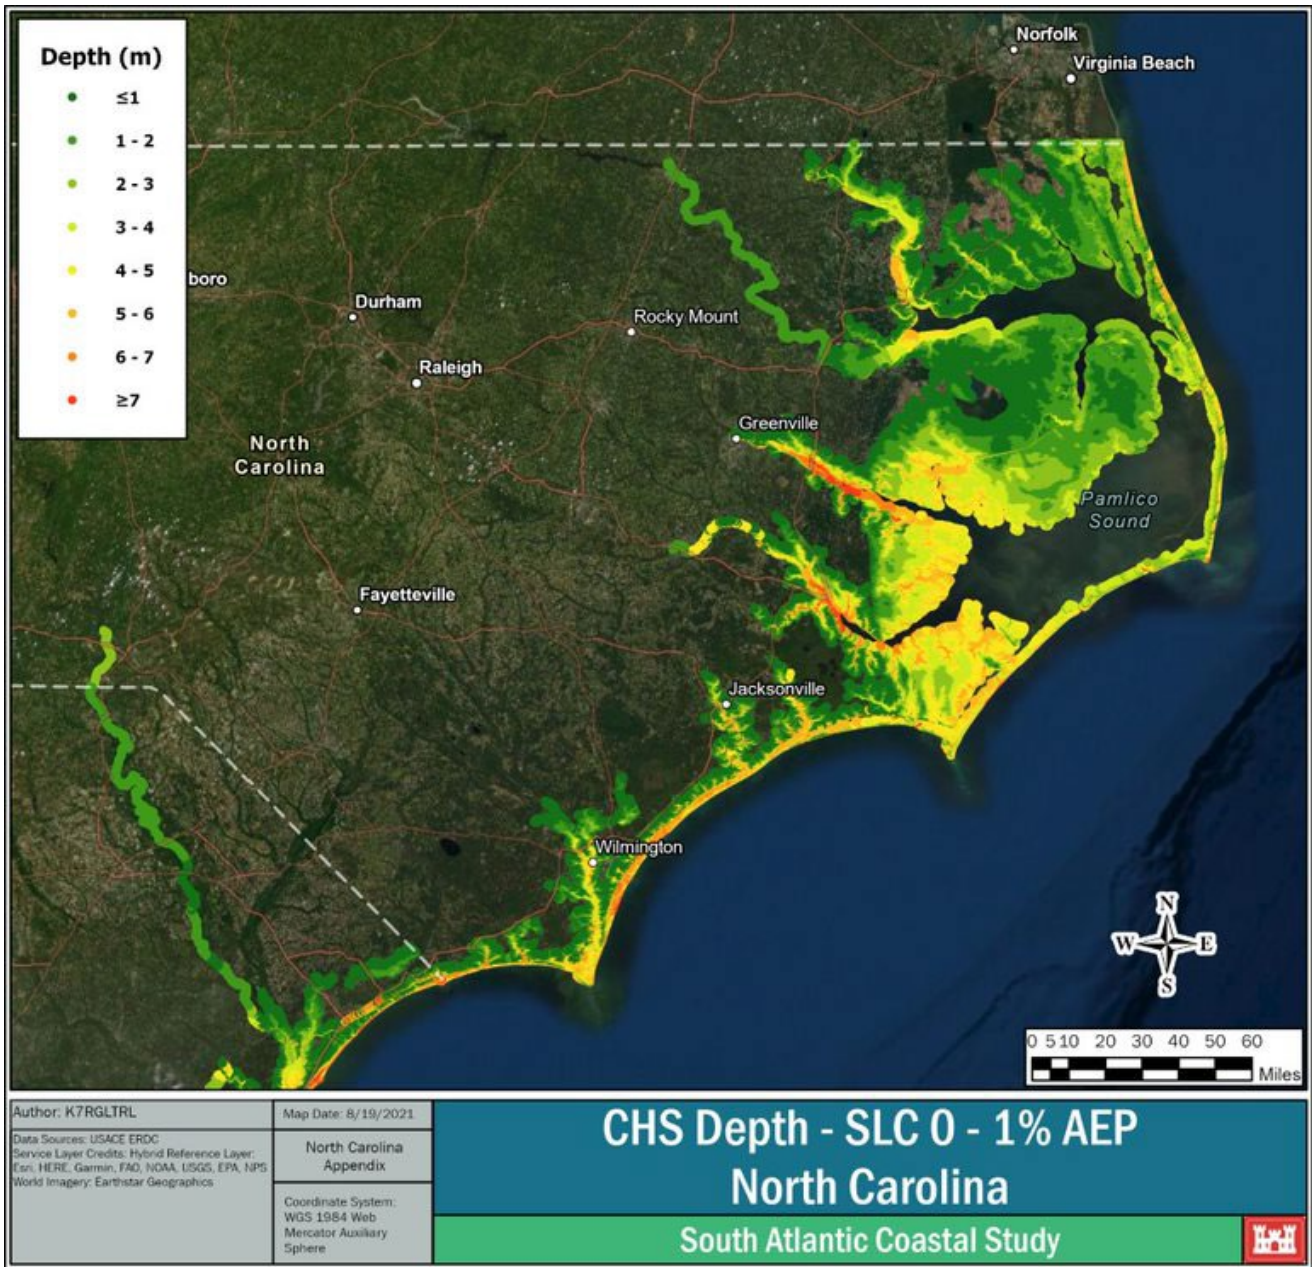 Depth (m)
≤1
1 - 2
2 - 3
3 - 4
4 - 5
5 - 6
6 - 7
≥7
Norfolk
Virginia Beach
boro
Durham
Rocky Mount
Raleigh
Greenville
North
Carolina
Pamlico
Sound
Fayetteville
Jacksonville
Wilmington
N
W E
S
0 5 10 20 30 40 50 60
Miles
Author: K7RGLTRL
Data Sources: USACE ERDC
Service Layer Credits: Hybrid Reference Layer:
Esri, HERE, Garmin, FAO, NOAA, USGS, EPA, NPS
World Imagery: Earthstar Geographics
Map Date: 8/19/2021
North Carolina
Appendix
Coordinate System:
WGS 1984 Web
Mercator Auxiliary
Sphere
CHS Depth - SLC 0 - 1% AEP
North Carolina
South Atlantic Coastal Study